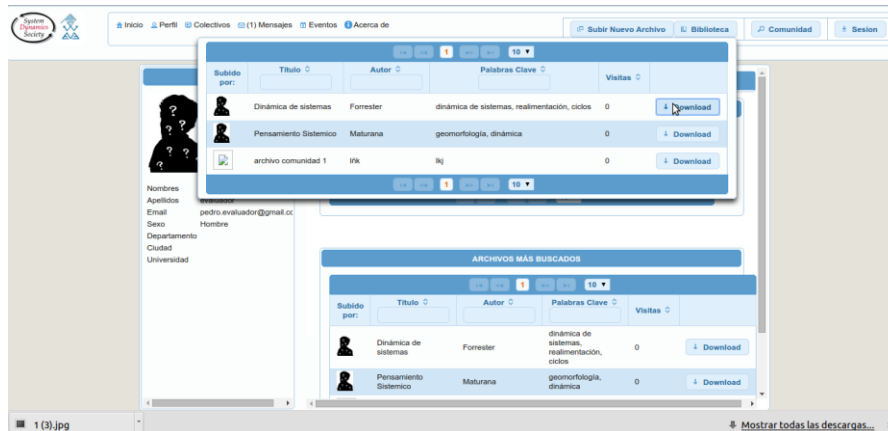 System
Dynamics
Society
Inicio Perfil Colectivos (1) Mensajes Eventos Acerca de
Subir Nuevo Archivo Biblioteca Comunidad Sesion
1 10
Subido por: Título Autor Palabras Clave Visitas
Dinámica de sistemas Forrester dinámica de sistemas, realimentación, ciclos 0 Download
Pensamiento Sistemico Maturana geomorfología, dinámica 0 Download
archivo comunidad 1 lñk lkj 0 Download
1 10
Nombres
Apellidos evaluador
Email pedro.evaluador@gmail.cc
Sexo Hombre
Departamento
Ciudad
Universidad
ARCHIVOS MÁS BUSCADOS
1 10
Subido por: Título Autor Palabras Clave Visitas
Dinámica de sistemas Forrester dinámica de sistemas, realimentación, ciclos 0 Download
Pensamiento Sistemico Maturana geomorfología, dinámica 0 Download
1 (3).jpg
Mostrar todas las descargas...